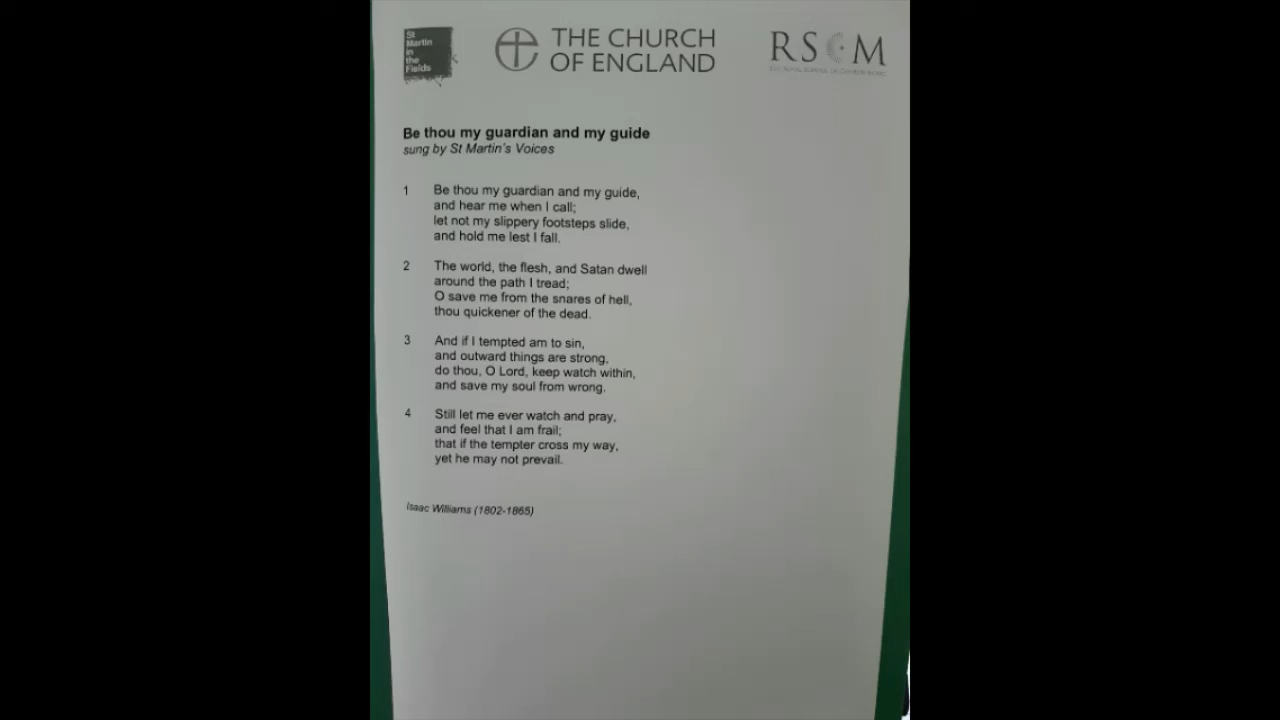 St
Martin
in
the
Fields
THE CHURCH
OF ENGLAND
RSCM
Be thou my guardian and my guide
sung by St Martin's Voices
1 Be thou my guardian and my guide,
and hear me when I call;
let not my slippery footsteps slide,
and hold me lest I fall.
2 The world, the flesh, and Satan dwell
around the path I tread;
O save me from the snares of hell,
thou quickener of the dead.
3 And if I tempted am to sin,
and outward things are strong,
do thou, O Lord, keep watch within,
and save my soul from wrong.
4 Still let me ever watch and pray,
and feel that I am frail;
that if the tempter cross my way,
yet he may not prevail.
Isaac Williams (1802-1865)